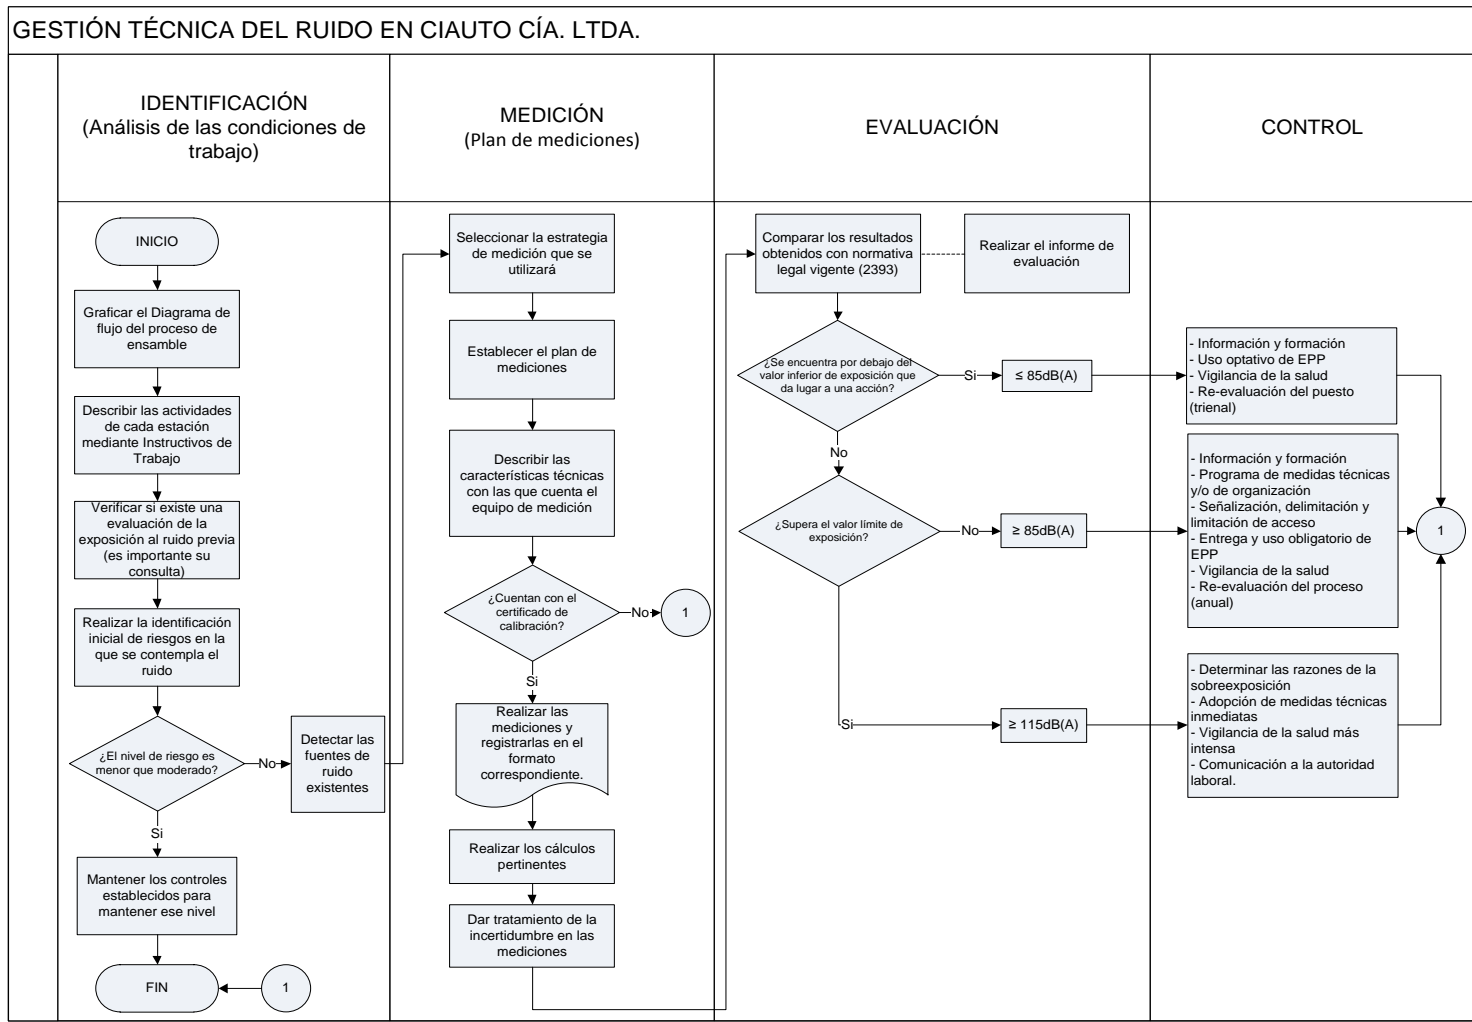 GESTIÓN TÉCNICA DEL RUIDO EN CIAUTO CÍA. LTDA.
IDENTIFICACIÓN
(Análisis de las condiciones de
trabajo)
MEDICIÓN
(Plan de mediciones)
EVALUACIÓN
CONTROL
INICIO
Graficar el Diagrama de
flujo del proceso de
ensamble
Describir las actividades
de cada estación
mediante Instructivos de
Trabajo
Verificar si existe una
evaluación de la
exposición al ruido previa
(es importante su
consulta)
Realizar la identificación
inicial de riesgos en la
que se contempla el
ruido
¿El nivel de riesgo es
menor que moderado?
No
Detectar las
fuentes de
ruido
existentes
Si
Mantener los controles
establecidos para
mantener ese nivel
FIN
1
Seleccionar la estrategia
de medición que se
utilizará
Establecer el plan de
mediciones
Describir las
características técnicas
con las que cuenta el
equipo de medición
¿Cuentan con el
certificado de
calibración?
No
1
Si
Realizar las
mediciones y
registrarlas en el
formato
correspondiente.
Realizar los cálculos
pertinentes
Dar tratamiento de la
incertidumbre en las
mediciones
Comparar los resultados
obtenidos con normativa
legal vigente (2393)
Realizar el informe de
evaluación
¿Se encuentra por debajo del
valor inferior de exposición que
da lugar a una acción?
Si
≤ 85dB(A)
No
¿Supera el valor límite de
exposición?
No
≥ 85dB(A)
Si
≥ 115dB(A)
- Información y formación
- Uso optativo de EPP
- Vigilancia de la salud
- Re-evaluación del puesto
(trienal)
- Información y formación
- Programa de medidas técnicas
y/o de organización
- Señalización, delimitación y
limitación de acceso
- Entrega y uso obligatorio de
EPP
- Vigilancia de la salud
- Re-evaluación del proceso
(anual)
1
- Determinar las razones de la
sobreexposición
- Adopción de medidas técnicas
inmediatas
- Vigilancia de la salud más
intensa
- Comunicación a la autoridad
laboral.